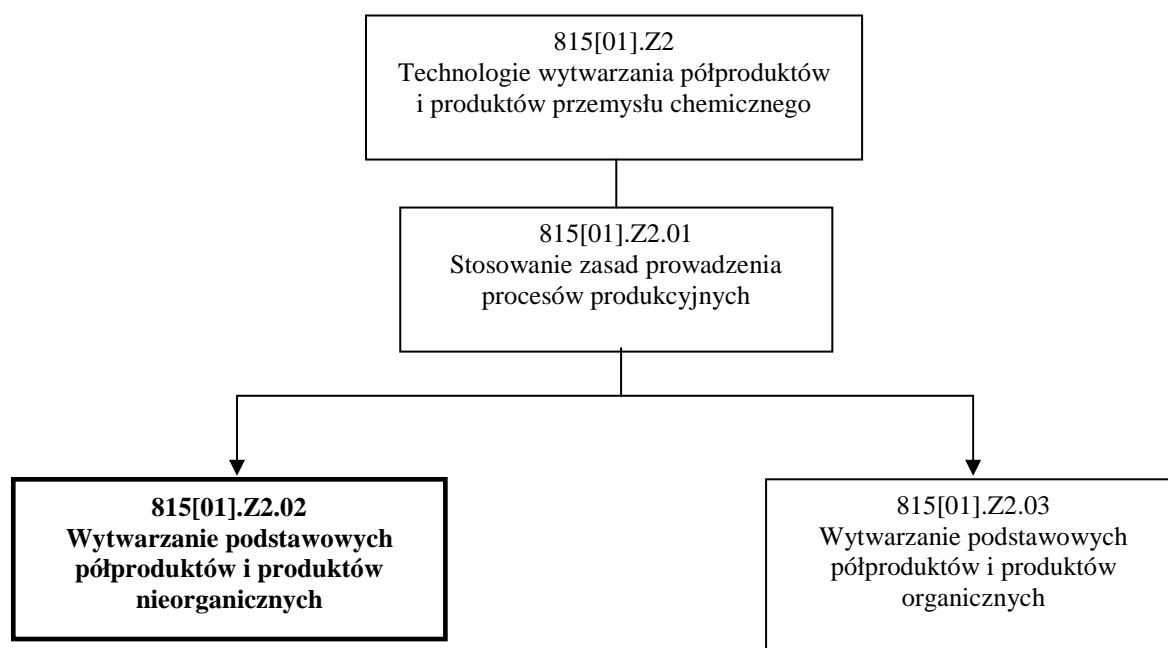 815[01].Z2
Technologie wytwarzania półproduktów
i produktów przemysłu chemicznego
815[01].Z2.01
Stosowanie zasad prowadzenia
procesów produkcyjnych
815[01].Z2.02
Wytwarzanie podstawowych
półproduktów i produktów
nieorganicznych
815[01].Z2.03
Wytwarzanie podstawowych
półproduktów i produktów
organicznych